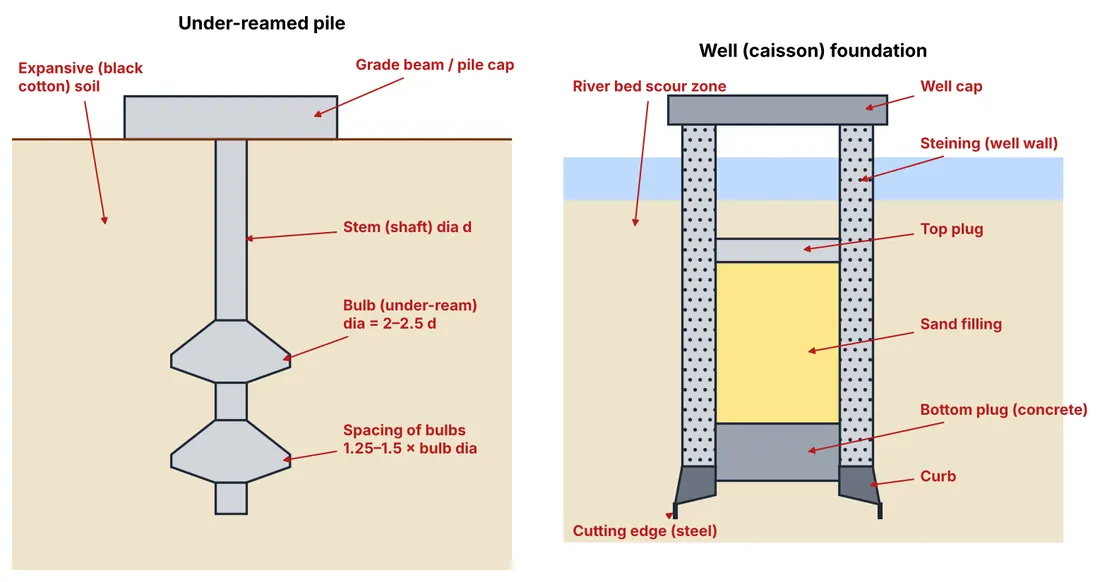 Under-reamed pile
Expansive (black
cotton) soil
Grade beam / pile cap
Stem (shaft) dia d
Bulb (under-ream)
dia = 2–2.5 d
Spacing of bulbs
1.25–1.5 × bulb dia
Well (caisson) foundation
River bed scour zone
Well cap
Steining (well wall)
Top plug
Sand filling
Bottom plug (concrete)
Curb
Cutting edge (steel)